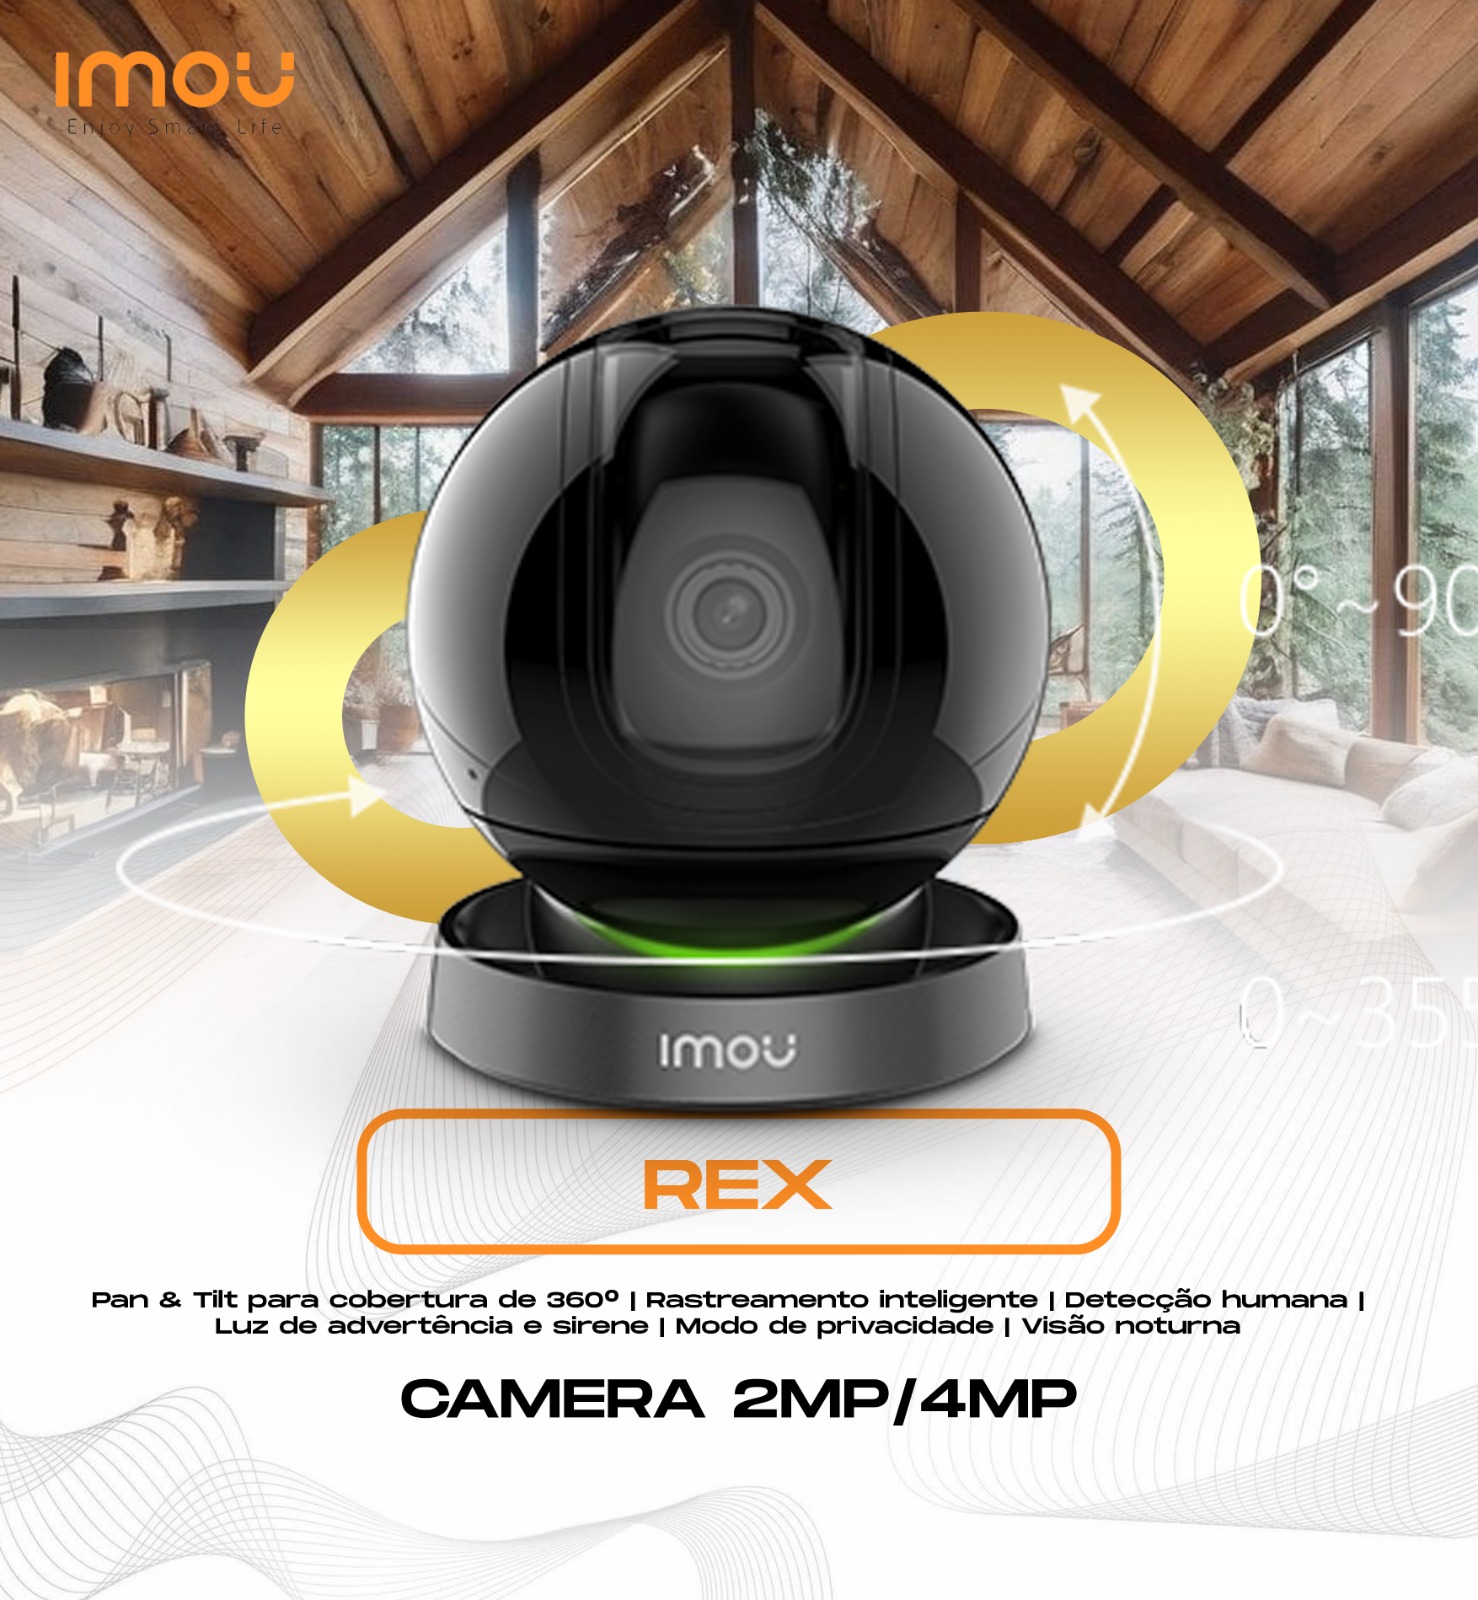 imou
Enjoy Smart Life
0°~90
0~355
imou
REX
Pan & Tilt para cobertura de 360º | Rastreamento inteligente | Detecção humana |
Luz de advertência e sirene | Modo de privacidade | Visão noturna
CAMERA 2MP/4MP